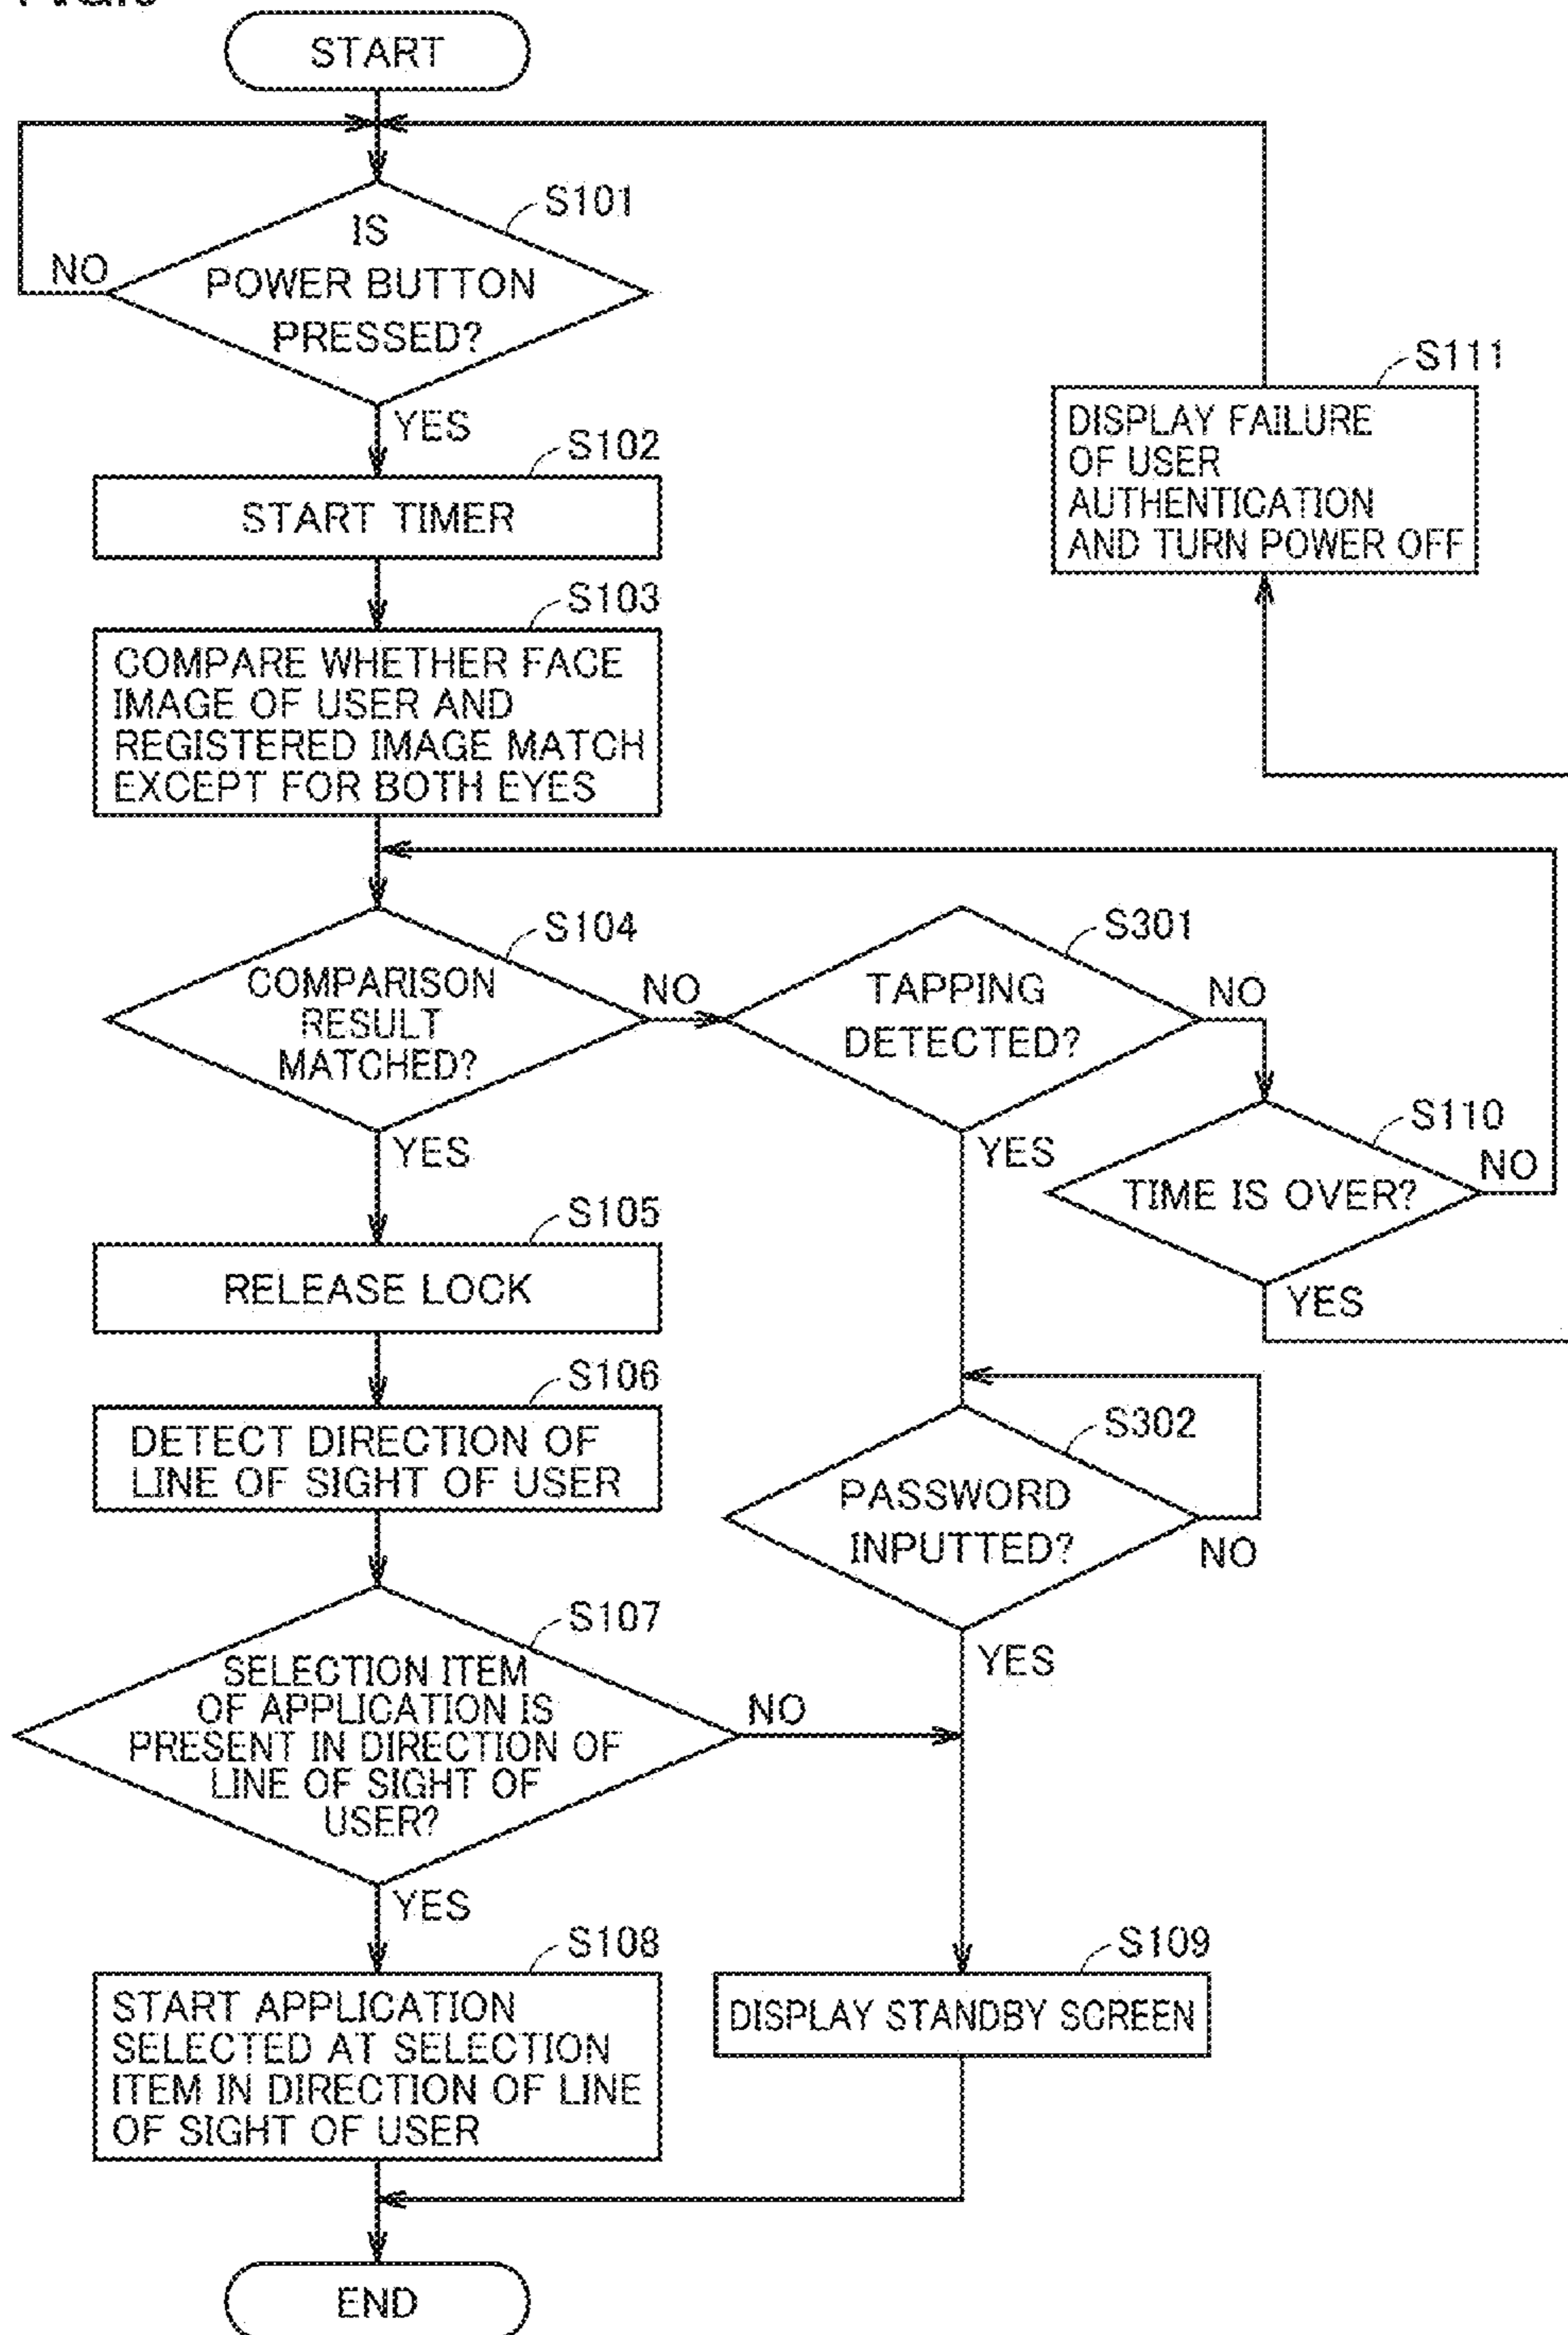 START
S101
IS
POWER BUTTON
PRESSED?
NO
YES
S102
START TIMER
S103
COMPARE WHETHER FACE
IMAGE OF USER AND
REGISTERED IMAGE MATCH
EXCEPT FOR BOTH EYES
S111
DISPLAY FAILURE
OF USER
AUTHENTICATION
AND TURN POWER OFF
S104
COMPARISON
RESULT
MATCHED?
NO
YES
S301
TAPPING
DETECTED?
NO
YES
S110
TIME IS OVER?
NO
YES
S105
RELEASE LOCK
S106
DETECT DIRECTION OF
LINE OF SIGHT OF USER
S302
PASSWORD
INPUTTED?
NO
YES
S107
SELECTION ITEM
OF APPLICATION IS
PRESENT IN DIRECTION OF
LINE OF SIGHT OF
USER?
NO
YES
S108
START APPLICATION
SELECTED AT SELECTION
ITEM IN DIRECTION OF LINE
OF SIGHT OF USER
S109
DISPLAY STANDBY SCREEN
END